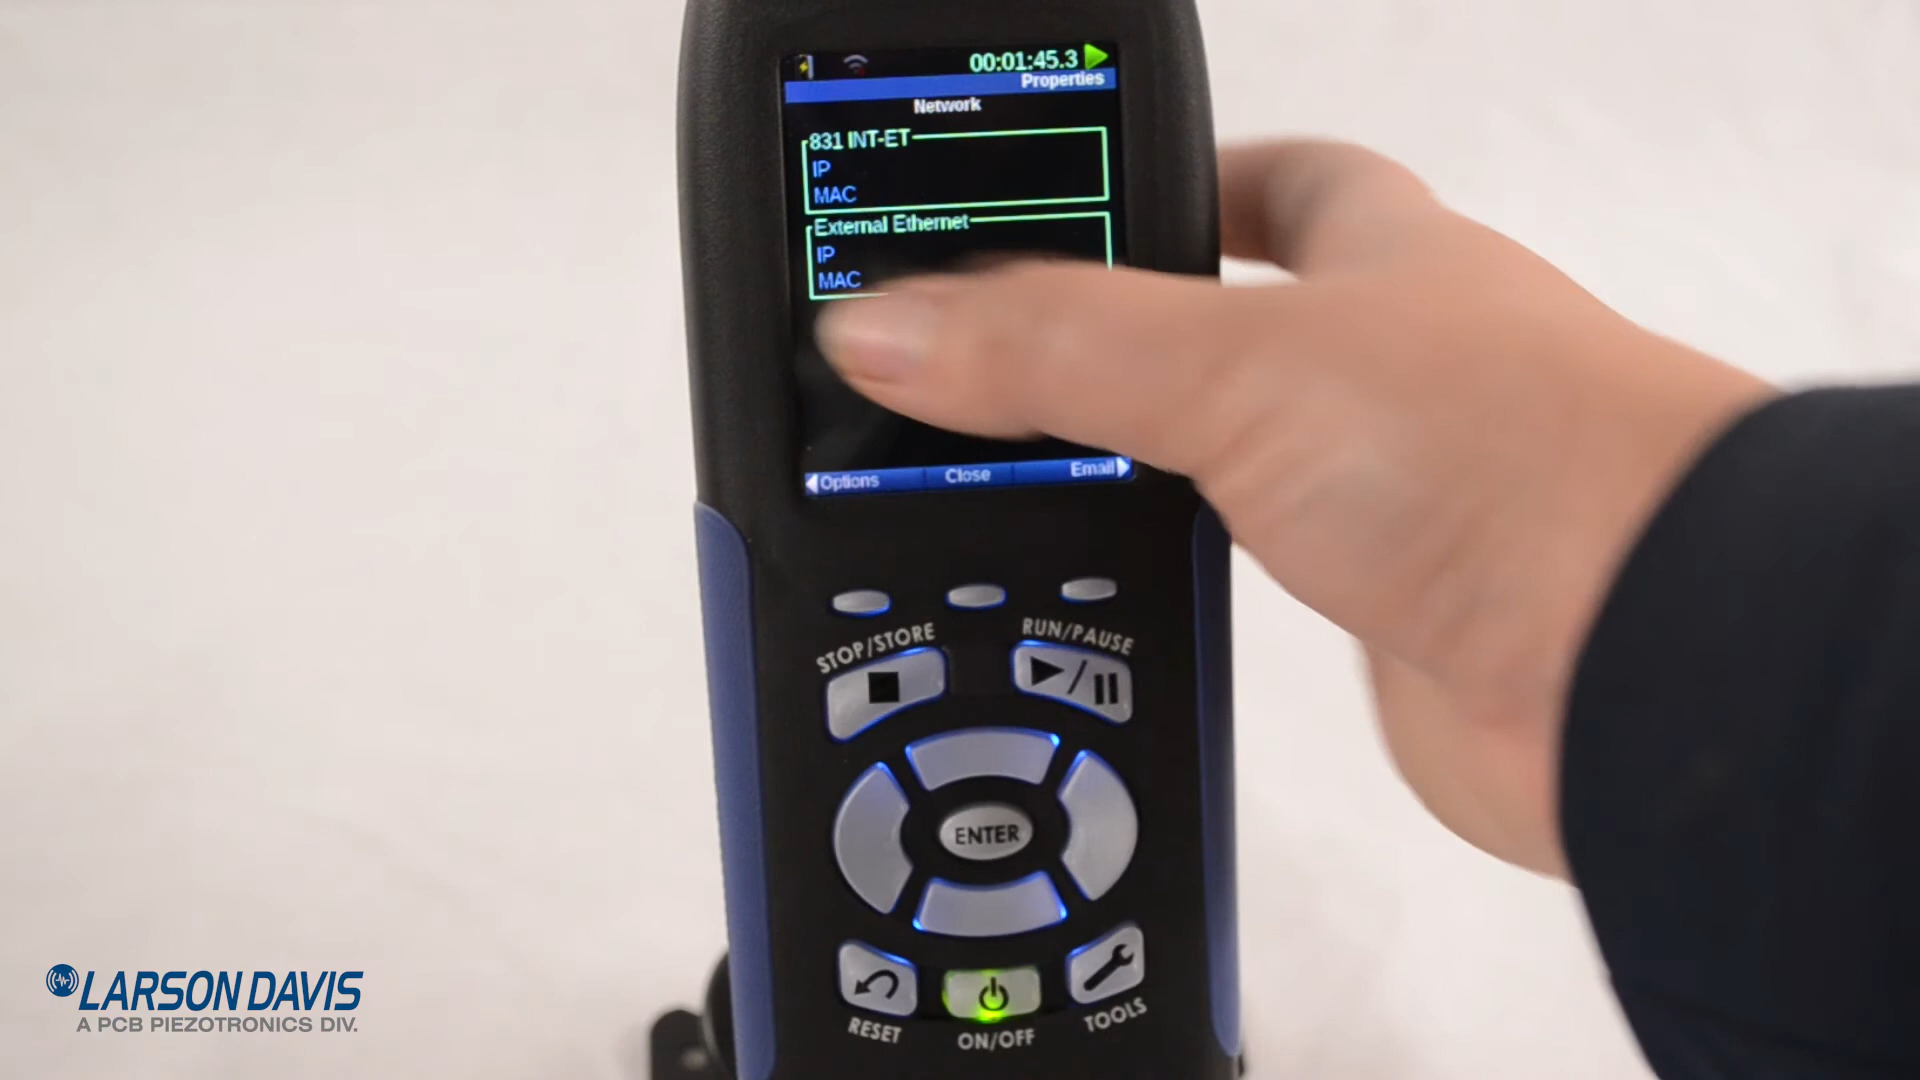 00:01:45.3
Properties
Network
831 INT-ET
IP
MAC
External Ethernet
IP
MAC
Options Close Email
STOP/STORE RUN/PAUSE
ENTER
RESET ON/OFF TOOLS
LARSON DAVIS
A PCB PIEZOTRONICS DIV.